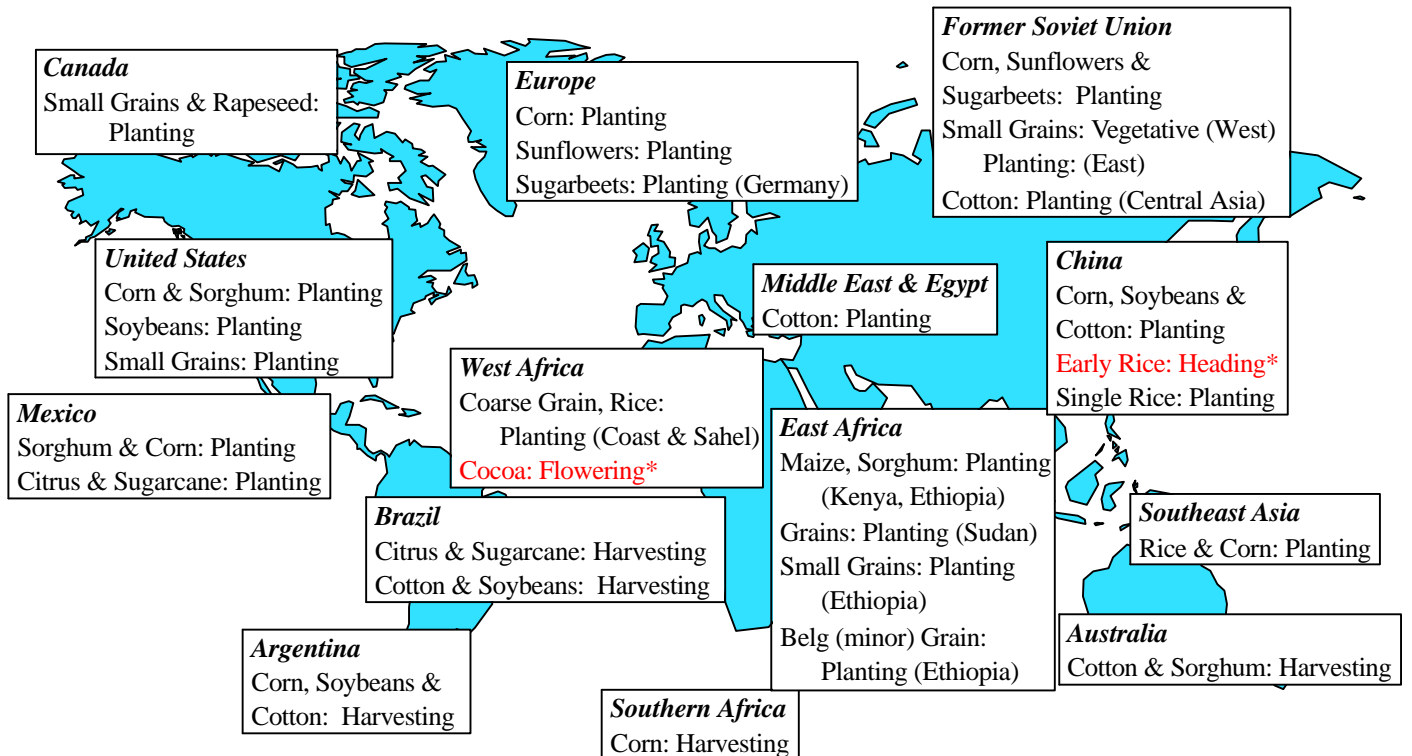 Canada
Small Grains & Rapeseed:
Planting
Europe
Corn: Planting
Sunflowers: Planting
Sugarbeets: Planting (Germany)
Former Soviet Union
Corn, Sunflowers &
Sugarbeets: Planting
Small Grains: Vegetative (West)
Planting: (East)
Cotton: Planting (Central Asia)
United States
Corn & Sorghum: Planting
Soybeans: Planting
Small Grains: Planting
Middle East & Egypt
Cotton: Planting
China
Corn, Soybeans &
Cotton: Planting
Early Rice: Heading*
Single Rice: Planting
Mexico
Sorghum & Corn: Planting
Citrus & Sugarcane: Planting
West Africa
Coarse Grain, Rice:
Planting (Coast & Sahel)
Cocoa: Flowering*
East Africa
Maize, Sorghum: Planting
(Kenya, Ethiopia)
Grains: Planting (Sudan)
Small Grains: Planting
(Ethiopia)
Belg (minor) Grain:
Planting (Ethiopia)
Brazil
Citrus & Sugarcane: Harvesting
Cotton & Soybeans: Harvesting
Southeast Asia
Rice & Corn: Planting
Argentina
Corn, Soybeans &
Cotton: Harvesting
Southern Africa
Corn: Harvesting
Australia
Cotton & Sorghum: Harvesting